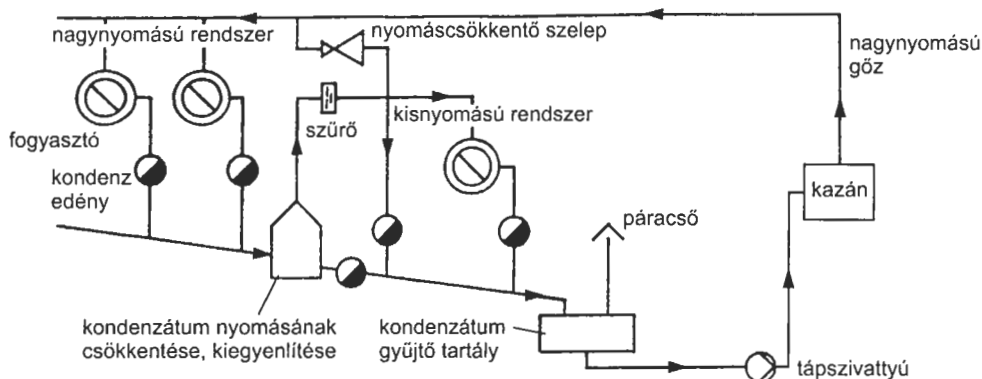 nagynyomású rendszer
nyomáscsökkentő szelep
nagynyomású
gőz
fogyasztó
szűrő
kisnyomású rendszer
kondenz
edény
kazán
páracső
kondenzátum nyomásának
csökkentése, kiegyenlítése
kondenzátum
gyűjtő tartály
tápszivattyú